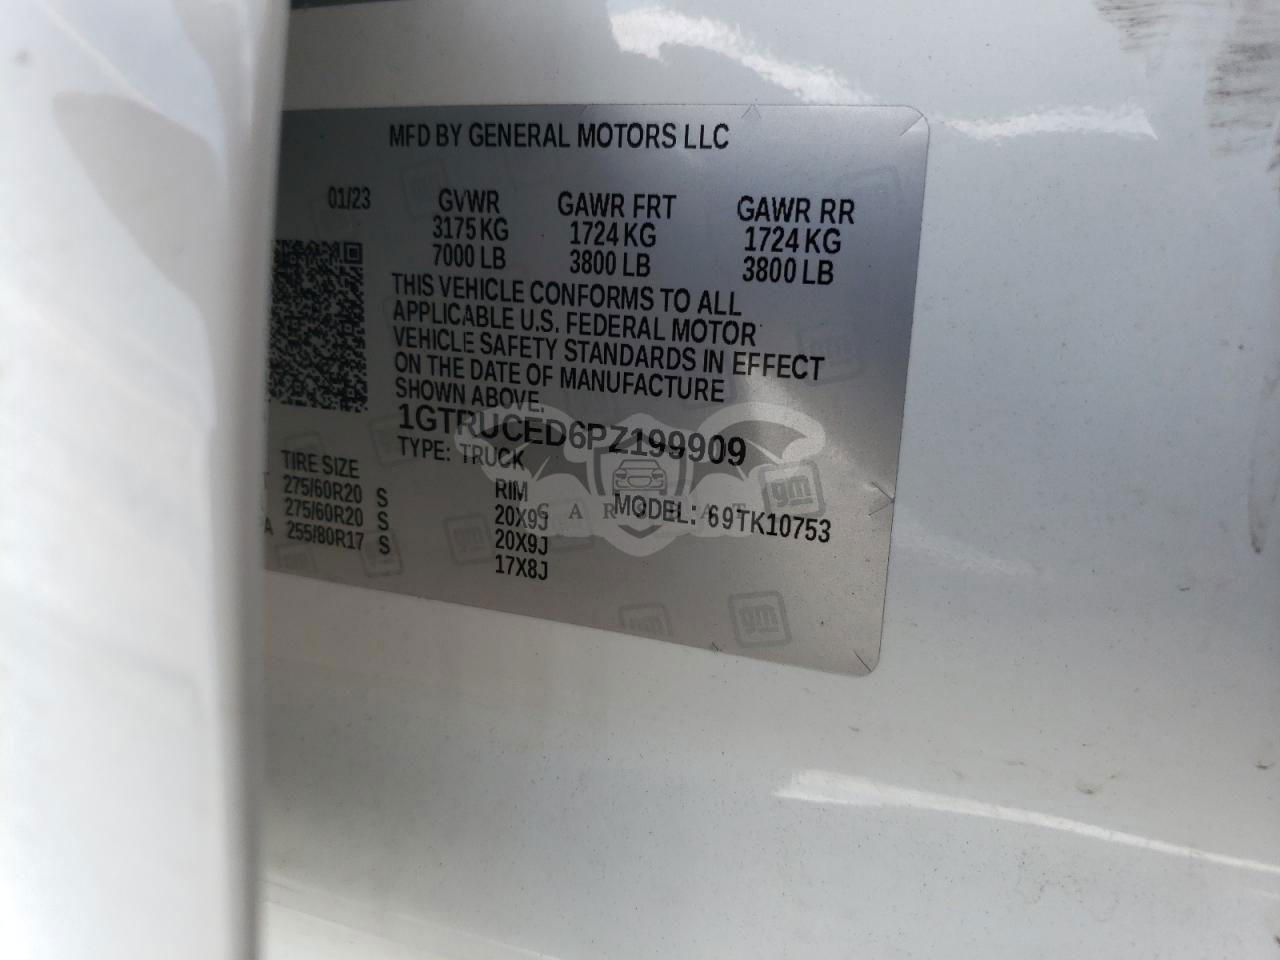 MFD BY GENERAL MOTORS LLC
01/23 GVWR GAWR FRT GAWR RR
3175 KG 1724 KG 1724 KG
7000 LB 3800 LB 3800 LB
THIS VEHICLE CONFORMS TO ALL
APPLICABLE U.S. FEDERAL MOTOR
VEHICLE SAFETY STANDARDS IN EFFECT
ON THE DATE OF MANUFACTURE
SHOWN ABOVE.
1GTRUCED6PZ199909
TYPE: TRUCK
MODEL: 69TK10753
TIRE SIZE RIM
275/60R20 S 20X9J
275/60R20 S 20X9J
255/80R17 S 17X8J
gm
gm
gm